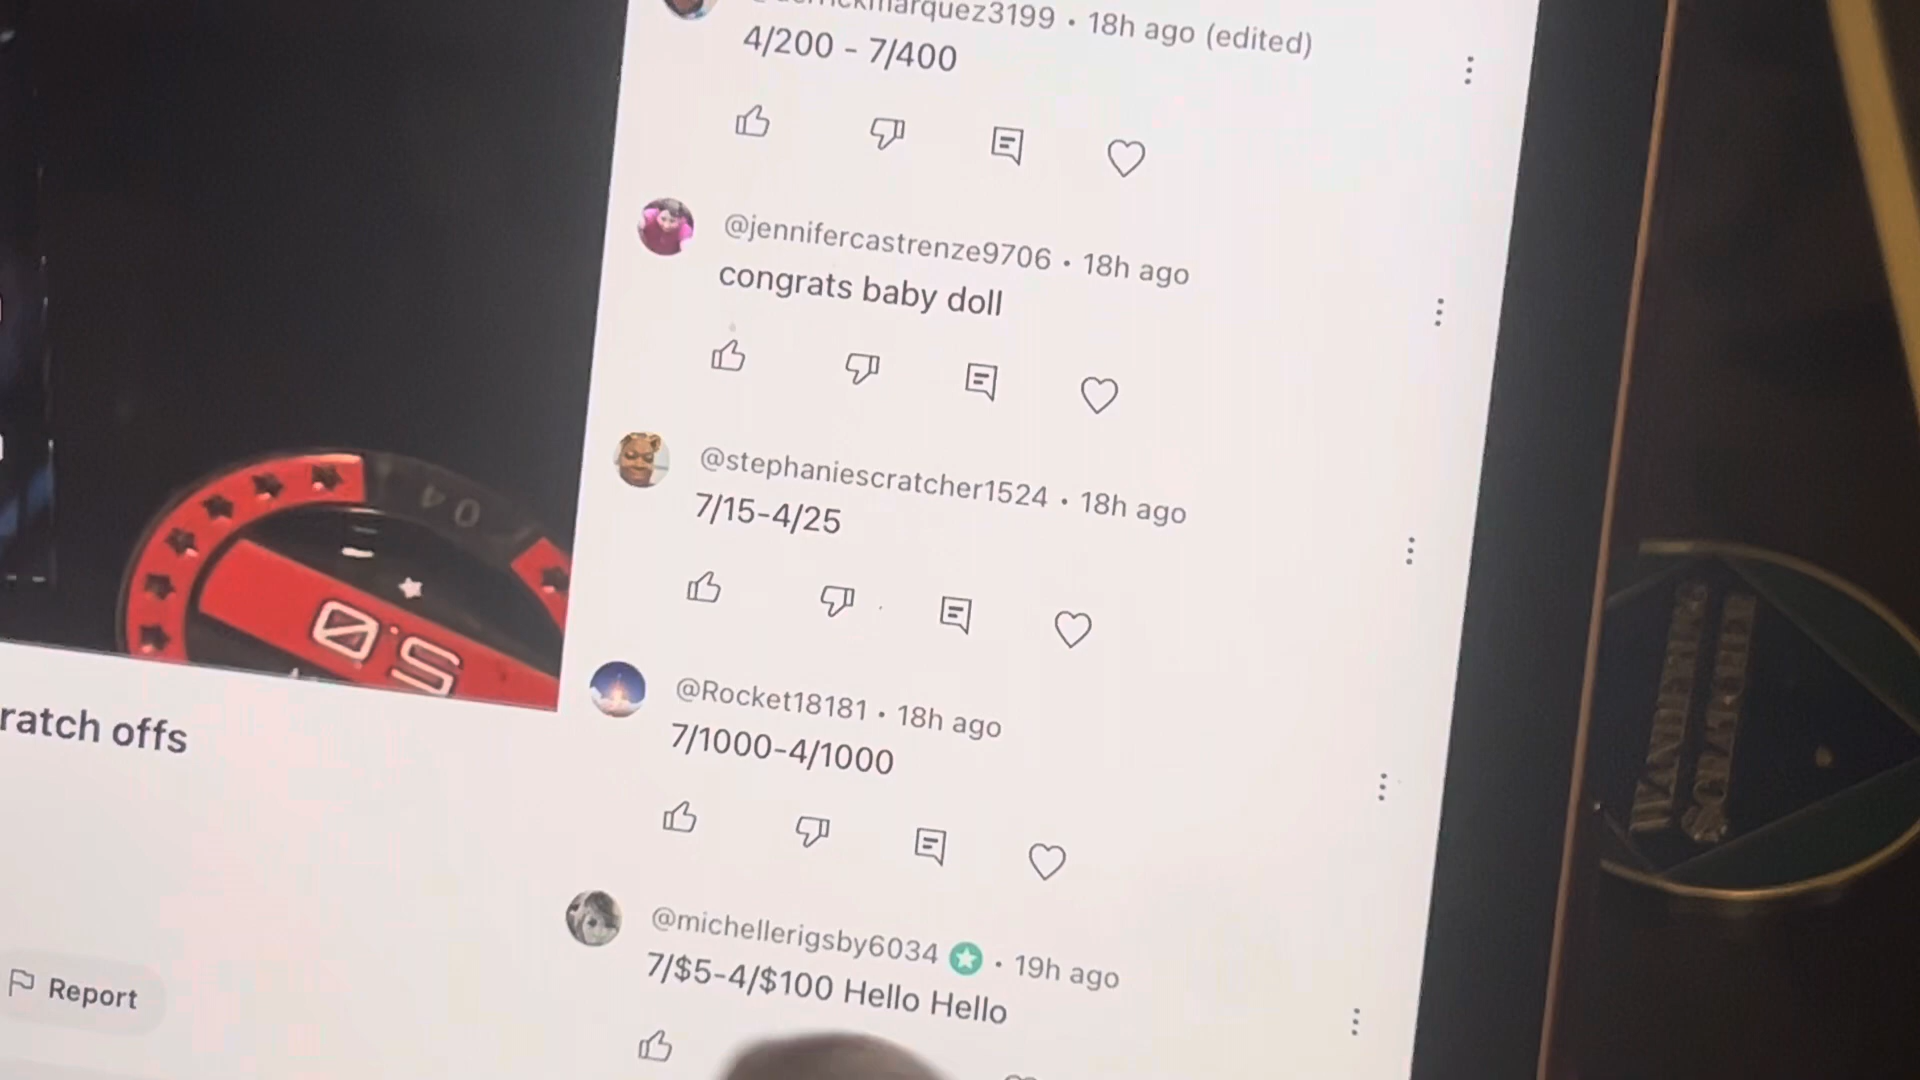 18h ago (edited)
4/200 - 7/400
@jennifercastrenze9706 • 18h ago
congrats baby doll
@stephaniescratcher1524 • 18h ago
7/15-4/25
@Rocket18181 • 18h ago
7/1000-4/1000
@michellerigsby6034 • 19h ago
7/$5-4/$100 Hello Hello
ratch offs
Report